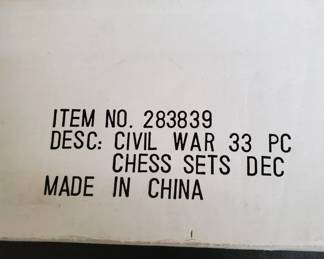 ITEM NO. 283839
DESC: CIVIL WAR 33 PC
CHESS SETS DEC
MADE IN CHINA